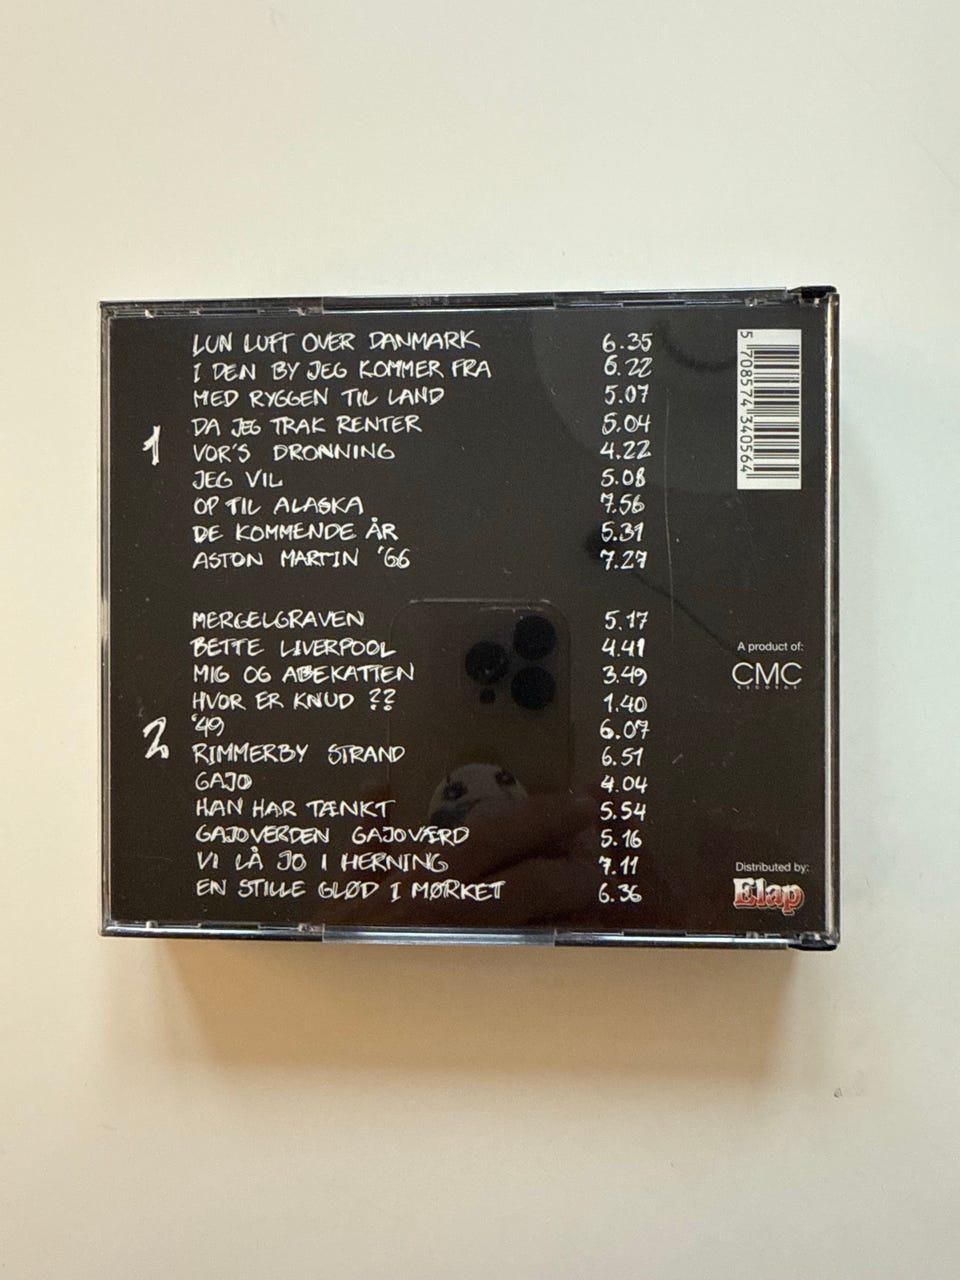 LUN LUFT OVER DANMARK 6.35
I DEN BY JEG KOMMER FRA 6.22
MED RYGGEN TIL LAND 5.07
DA JEG TRAK RENTER 5.04
1 VOR'S DRONNING 4.22
JEG VIL 5.08
OP TIL ALASKA 7.56
DE KOMMENDE ÅR 5.31
ASTON MARTIN '66 7.27
MERGELGRAVEN 5.17
BETTE LIVERPOOL 4.41
MIG OG ABEKATTEN 3.49
HVOR ER KNUD ?? 1.40
'49 6.07
2 RIMMERBY STRAND 6.51
GAJO 4.04
HAN HAR TÆNKT 5.54
GAJOVERDEN GAJOVÆRD 5.16
VI LÅ JO I HERNING 7.11
EN STILLE GLØD I MØRKET 6.36
5 708574 340564
A product of:
CMC
RECORDS
Distributed by:
Elap